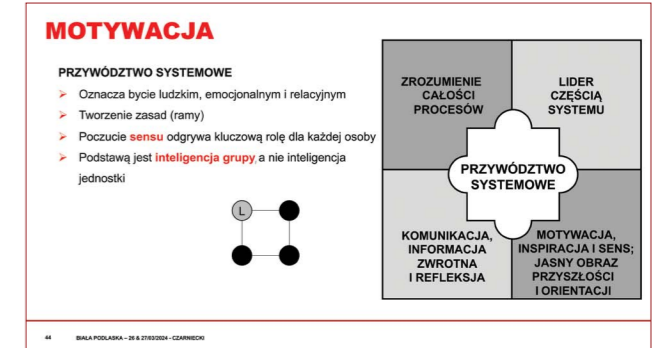 MOTYWACJA
PRZYWÓDZTWO SYSTEMOWE
Oznacza bycie ludzkim, emocjonalnym i relacyjnym
Tworzenie zasad (ramy)
Poczucie sensu odgrywa kluczową rolę dla każdej osoby
Podstawą jest inteligencja grupy, a nie inteligencja
jednostki
L
ZROZUMIENIE
CAŁOŚCI
PROCESÓW
LIDER
CZĘŚCIĄ
SYSTEMU
PRZYWÓDZTWO
SYSTEMOWE
KOMUNIKACJA,
INFORMACJA
ZWROTNA
I REFLEKSJA
MOTYWACJA,
INSPIRACJA I SENS;
JASNY OBRAZ
PRZYSZŁOŚCI
I ORIENTACJI
44 BIAŁA PODLASKA – 26 & 27/03/2024 - CZARNIECKI